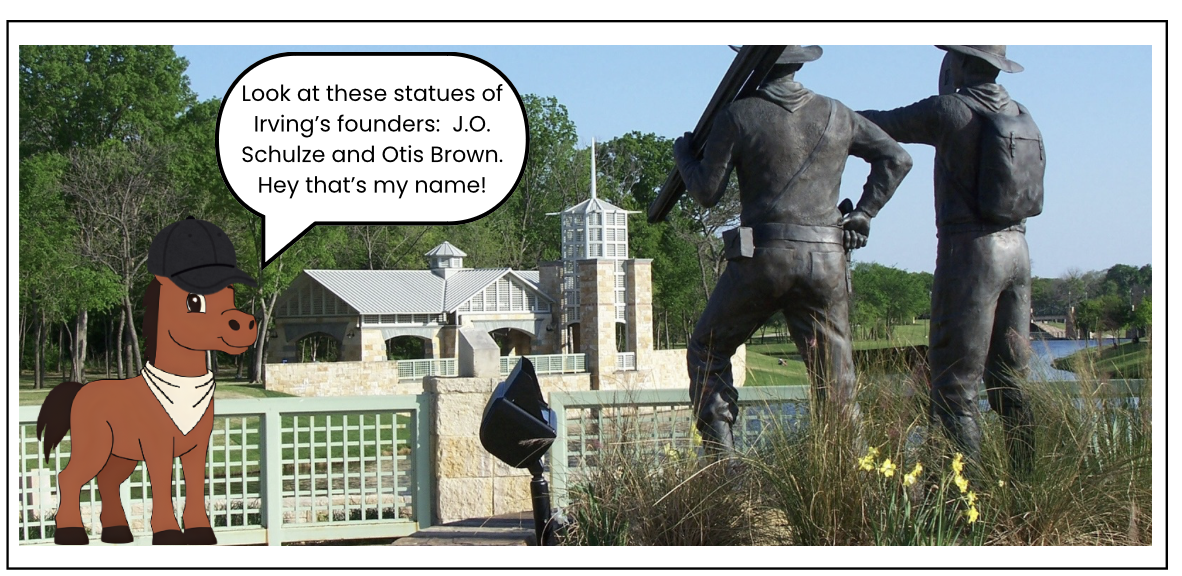 Look at these statues of
Irving’s founders:  J.O.
Schulze and Otis Brown.
Hey that’s my name!